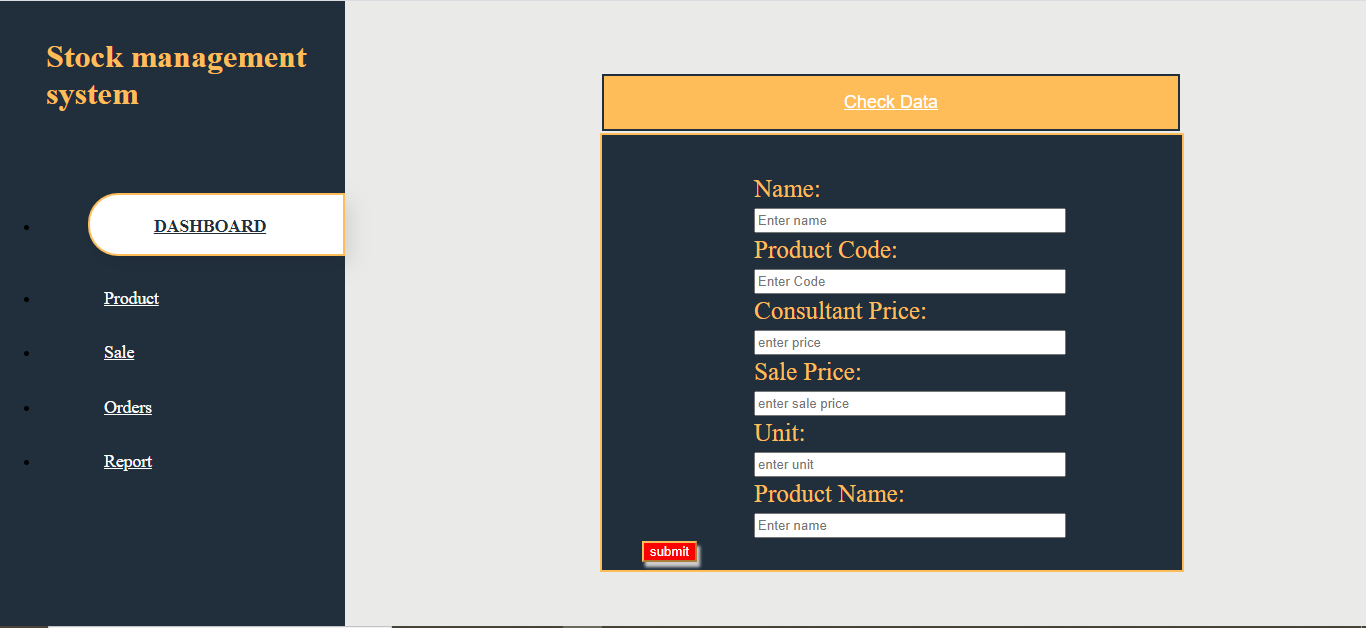 Stock management
system
DASHBOARD
Product
Sale
Orders
Report
Check Data
Name:
Enter name
Product Code:
Enter Code
Consultant Price:
enter price
Sale Price:
enter sale price
Unit:
enter unit
Product Name:
Enter name
submit